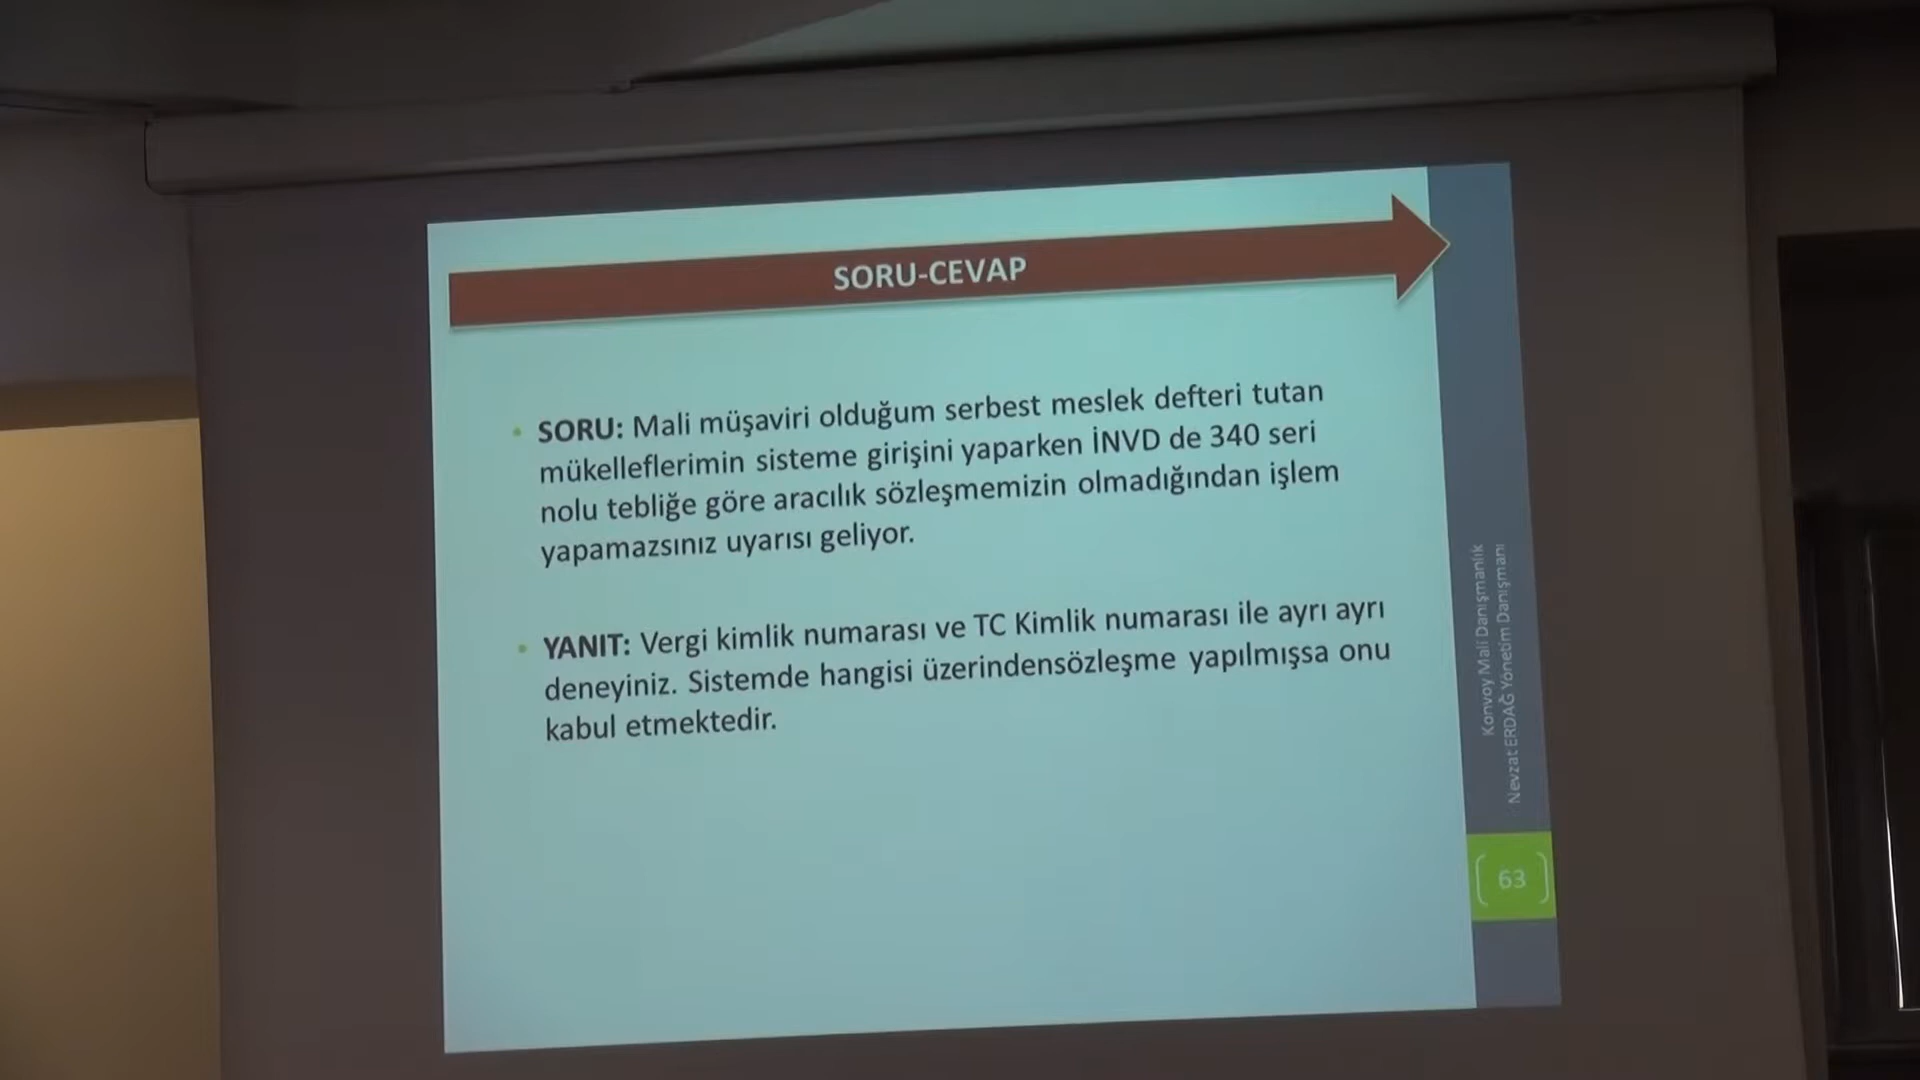 SORU-CEVAP
• SORU: Mali müşaviri olduğum serbest meslek defteri tutan
mükelleflerimin sisteme girişini yaparken İNVD de 340 seri
nolu tebliğe göre aracılık sözleşmemizin olmadığından işlem
yapamazsınız uyarısı geliyor.
• YANIT: Vergi kimlik numarası ve TC Kimlik numarası ile ayrı ayrı
deneyiniz. Sistemde hangisi üzerindensözleşme yapılmışsa onu
kabul etmektedir.
Konvoy Mali Danışmanlık
Nevzat ERDAĞ Yönetim Danışmanı
63